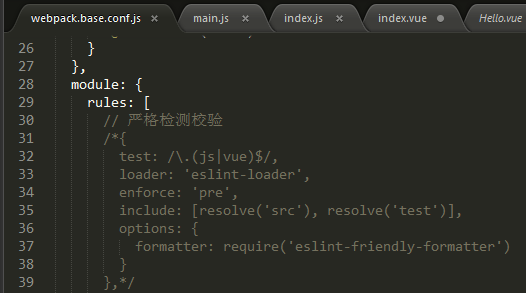 webpack.base.conf.js × main.js × index.js × index.vue Hello.vue
26 }
27 },
28 module: {
29 rules: [
30 // 严格检测校验
31 /*{
32 test: /\.(js|vue)$/,
33 loader: 'eslint-loader',
34 enforce: 'pre',
35 include: [resolve('src'), resolve('test')],
36 options: {
37 formatter: require('eslint-friendly-formatter')
38 }
39 },*/